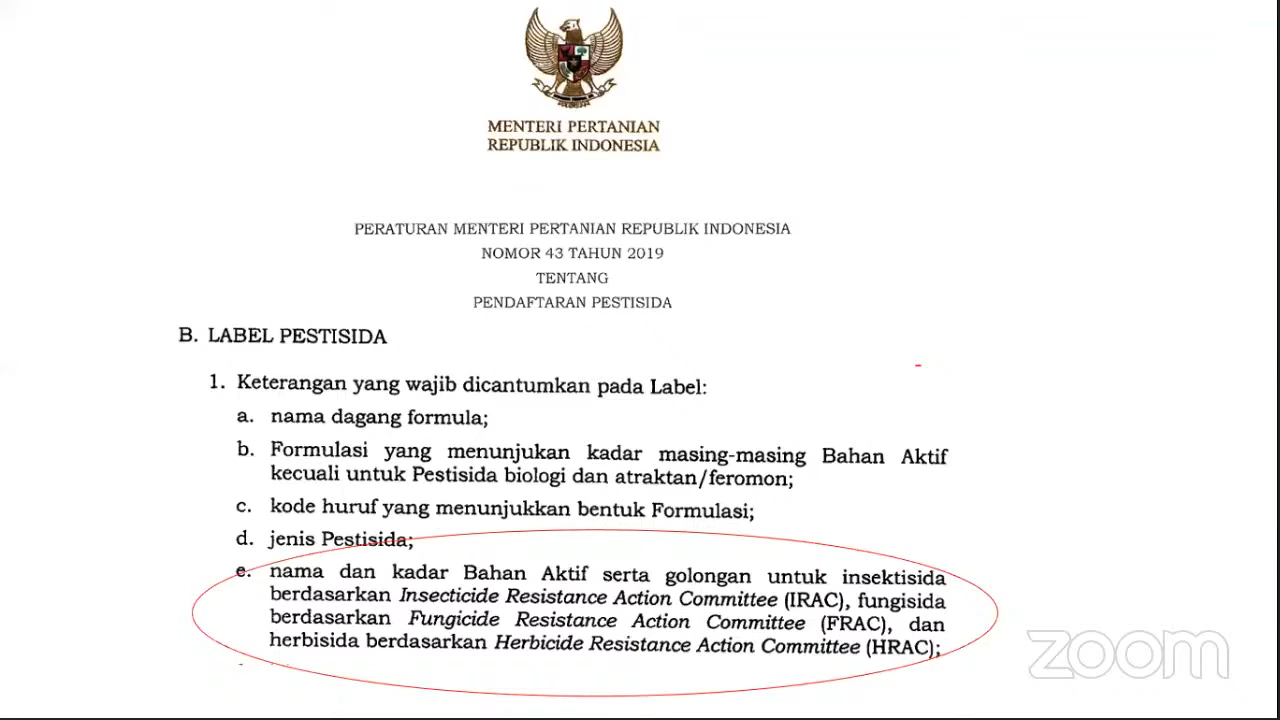 MENTERI PERTANIAN
REPUBLIK INDONESIA
PERATURAN MENTERI PERTANIAN REPUBLIK INDONESIA
NOMOR 43 TAHUN 2019
TENTANG
PENDAFTARAN PESTISIDA
B. LABEL PESTISIDA
1. Keterangan yang wajib dicantumkan pada Label:
a. nama dagang formula;
b. Formulasi yang menunjukan kadar masing-masing Bahan Aktif
kecuali untuk Pestisida biologi dan atraktan/feromon;
c. kode huruf yang menunjukkan bentuk Formulasi;
d. jenis Pestisida;
e. nama dan kadar Bahan Aktif serta golongan untuk insektisida
berdasarkan Insecticide Resistance Action Committee (IRAC), fungisida
berdasarkan Fungicide Resistance Action Committee (FRAC), dan
herbisida berdasarkan Herbicide Resistance Action Committee (HRAC);
zoom